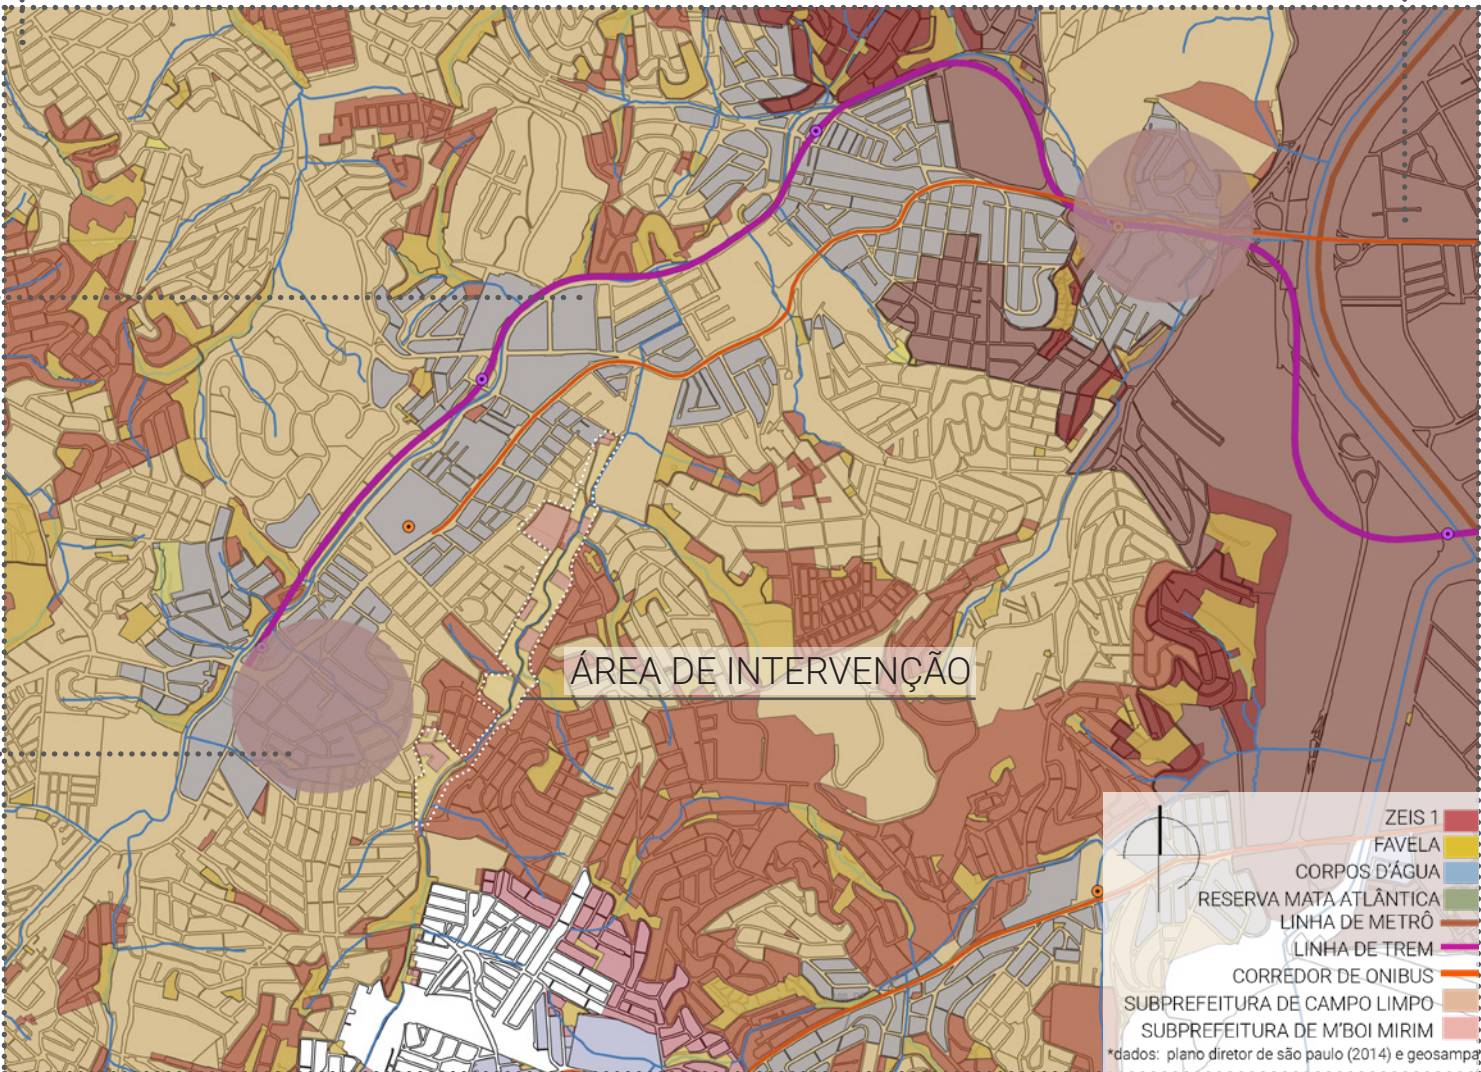 ÁREA DE INTERVENÇÃO
ZEIS 1
FAVELA
CORPOS D'ÁGUA
RESERVA MATA ATLÂNTICA
LINHA DE METRÔ
LINHA DE TREM
CORREDOR DE ONIBUS
SUBPREFEITURA DE CAMPO LIMPO
SUBPREFEITURA DE M'BOI MIRIM
*dados: plano diretor de são paulo (2014) e geosampa